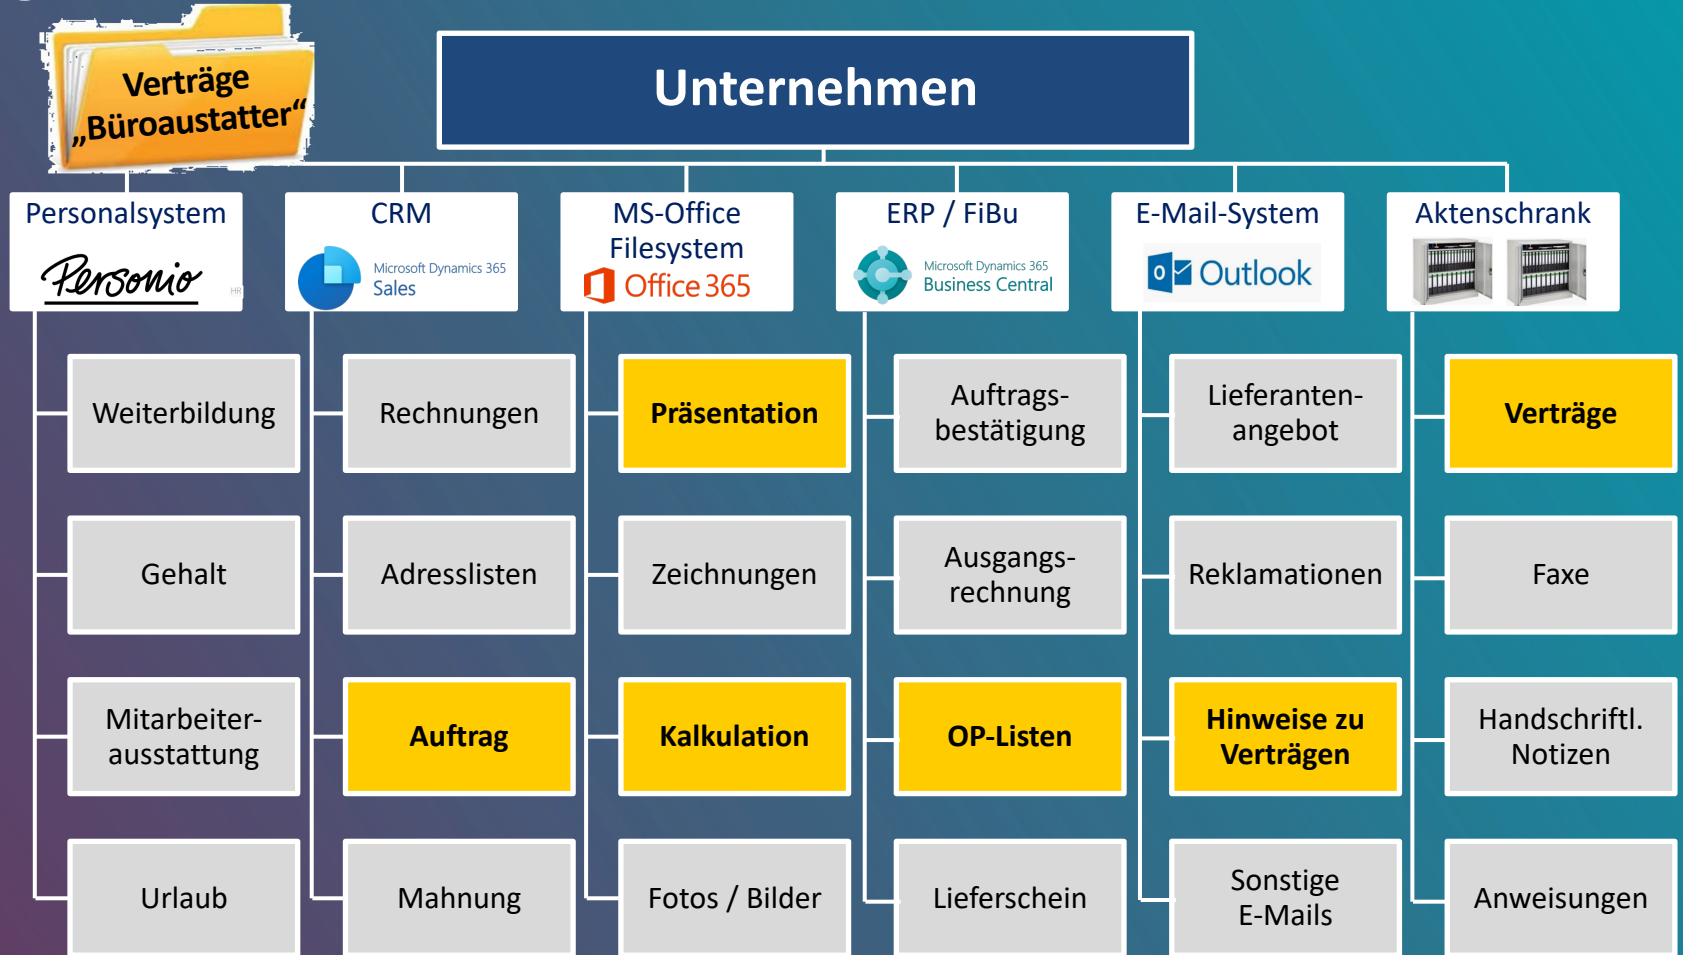 Verträge
„Büroaustatter“
Unternehmen
Personalsystem
Personio
HR
CRM
Microsoft Dynamics 365
Sales
MS-Office
Filesystem
Office 365
ERP / FiBu
Microsoft Dynamics 365
Business Central
E-Mail-System
Outlook
Aktenschrank
Weiterbildung
Rechnungen
Präsentation
Auftrags-
bestätigung
Lieferanten-
angebot
Verträge
Gehalt
Adresslisten
Zeichnungen
Ausgangs-
rechnung
Reklamationen
Faxe
Mitarbeiter-
ausstattung
Auftrag
Kalkulation
OP-Listen
Hinweise zu
Verträgen
Handschriftl.
Notizen
Urlaub
Mahnung
Fotos / Bilder
Lieferschein
Sonstige
E-Mails
Anweisungen